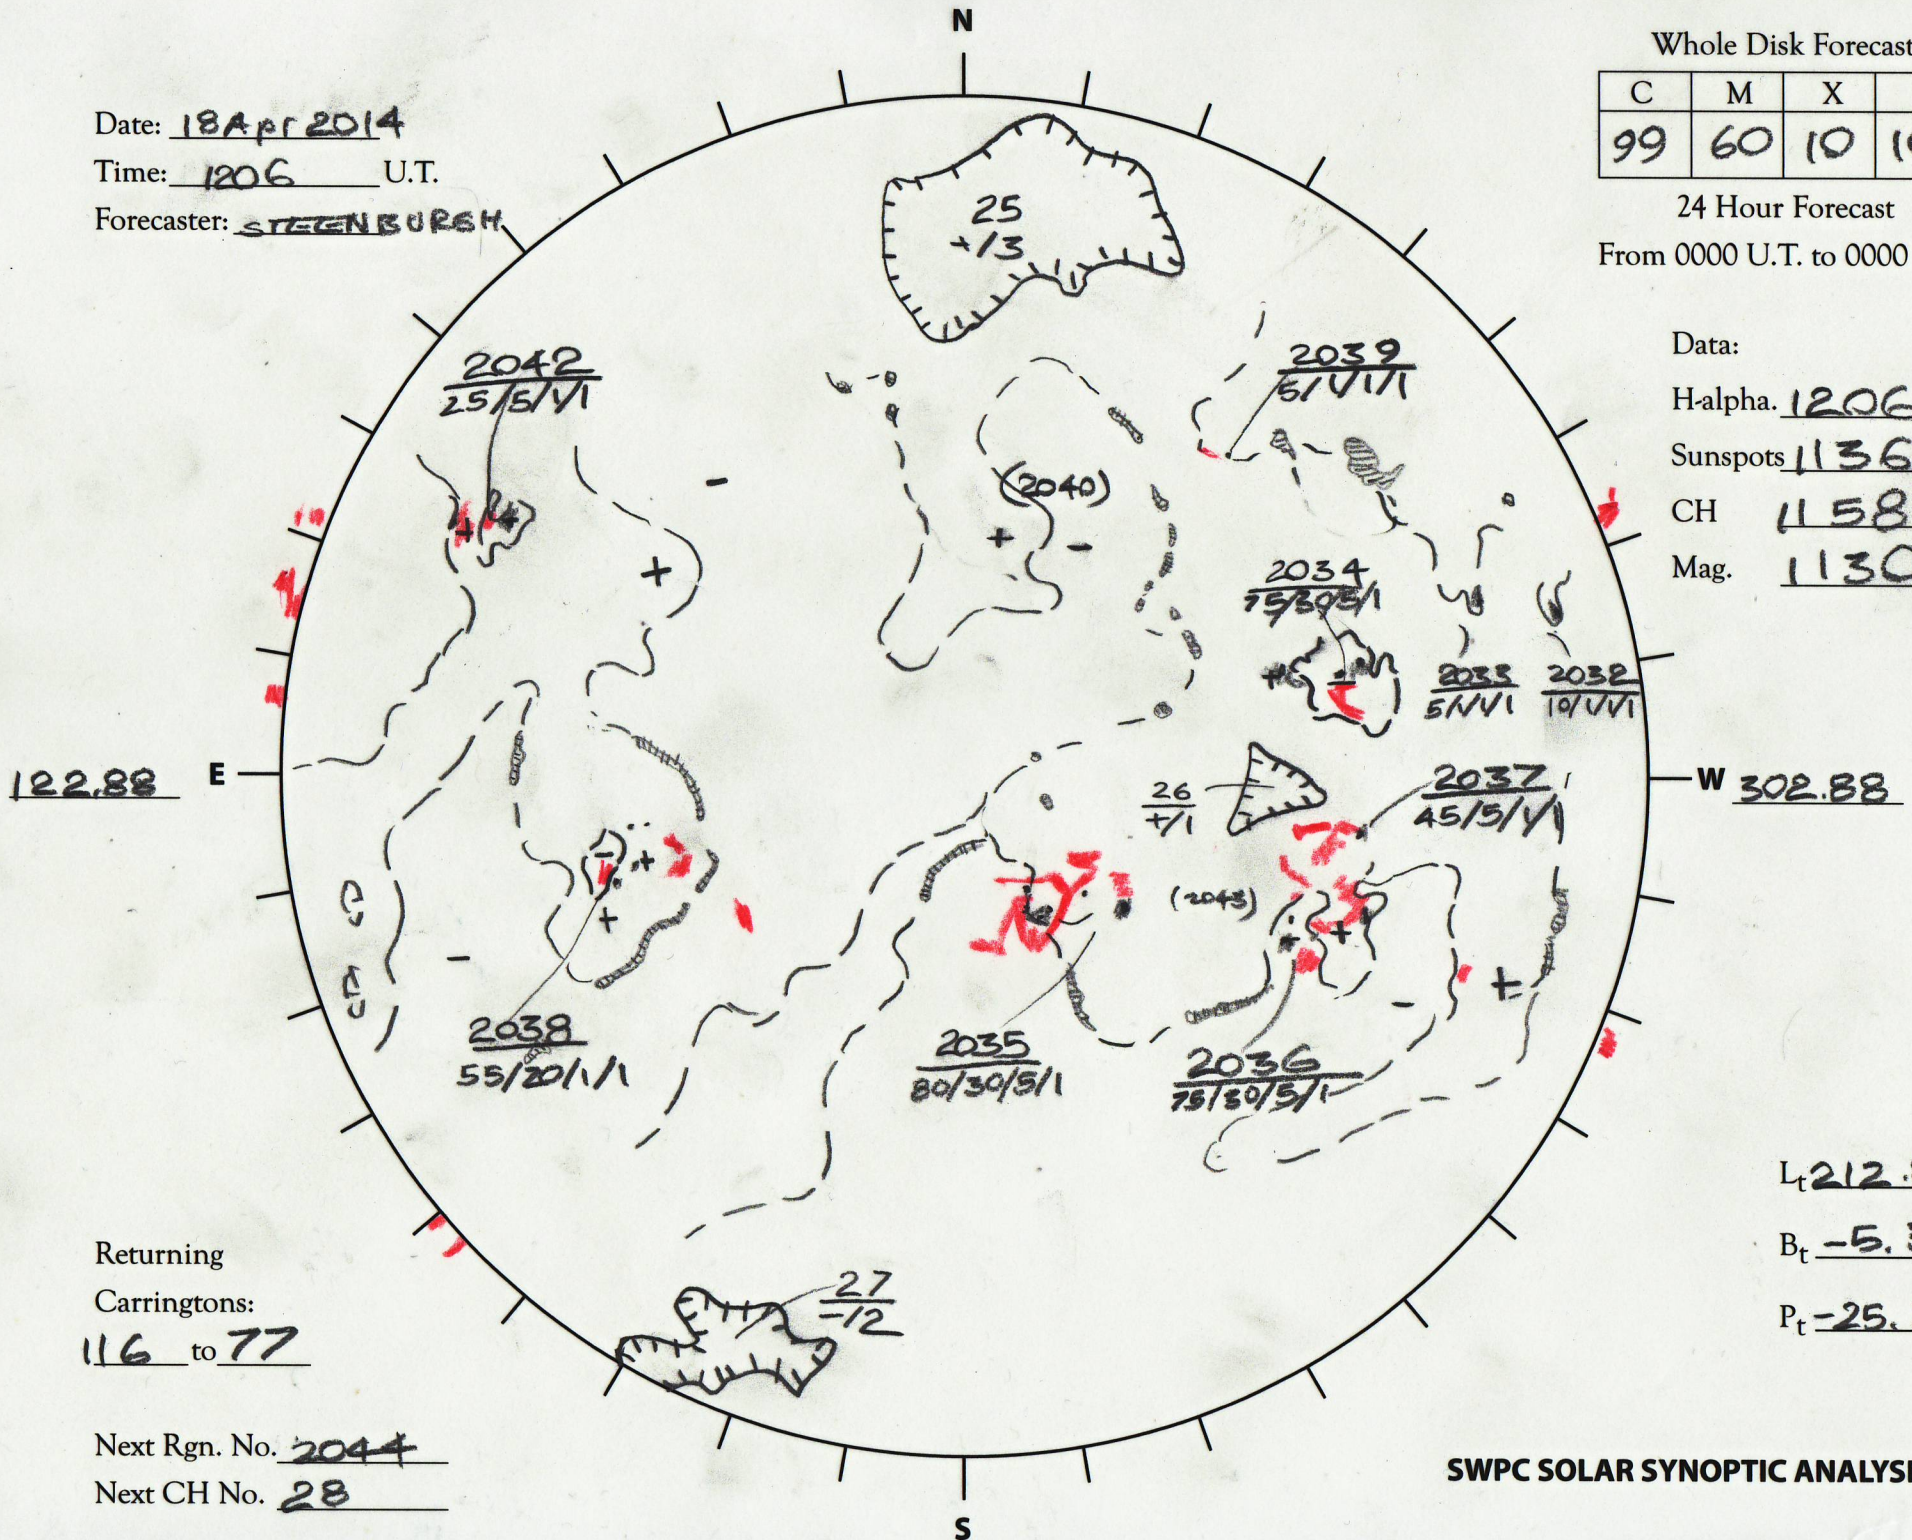 N
Whole Disk Forecast
C M X
99 60 10
24 Hour Forecast
From 0000 U.T. to 0000
Date: 18 Apr 2014
Time: 1206 U.T.
Forecaster: STEENBURGH
Data:
H-alpha. 1206
Sunspots 1136
CH 1158
Mag. 1130
25
+/3
2042
25/5/1/1
2039
5/1/1/1
(2040)
+
-
-
+
2034
75/30/5/1
2033
5/1/1/1
2032
10/1/1/1
122.88 E
W 302.88
26
+/1
2037
45/5/1/1
(2043)
2038
55/20/1/1
2035
80/30/5/1
2036
75/30/5/1
27
-/2
Lt 212.
Bt -5.
Pt -25.
Returning
Carringtons:
116 to 77
Next Rgn. No. 2044
Next CH No. 28
SWPC SOLAR SYNOPTIC ANALYSI
S